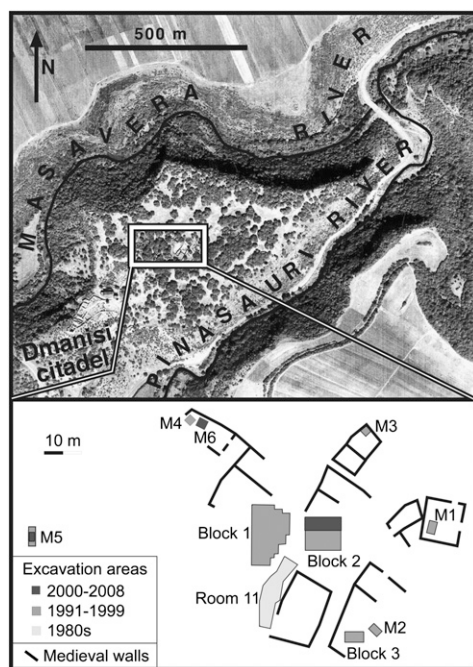 500 m
N
MASAVERA RIVER
PINASAURI RIVER
Dmanisi
citadel
M4
M6
M3
10 m
M1
M5
Block 1
Block 2
Excavation areas
2000-2008
1991-1999
1980s
Room 11
M2
Block 3
Medieval walls